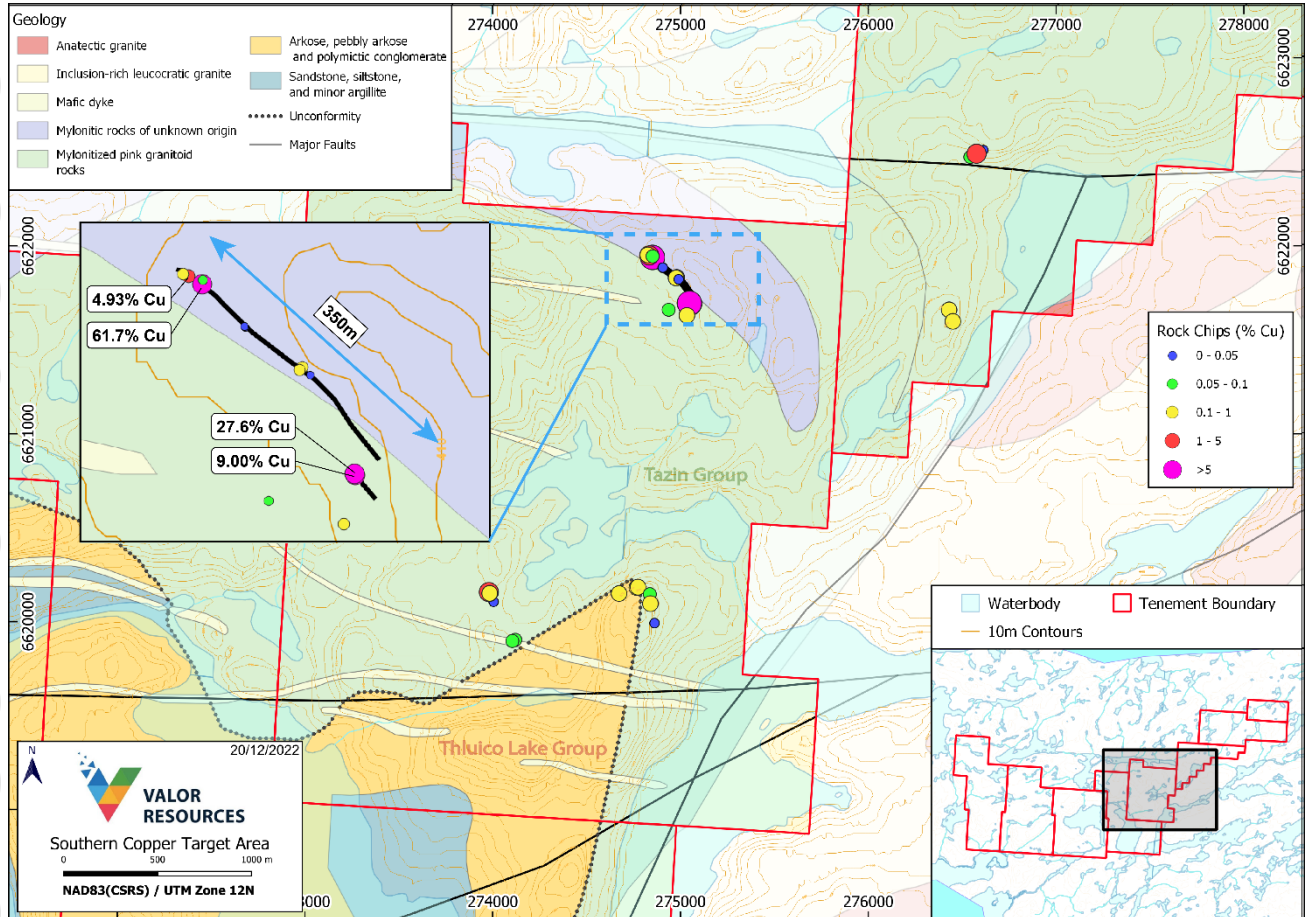 274000
275000
276000
277000
278000
Geology
Anatectic granite
Inclusion-rich leucocratic granite
Mafic dyke
Mylonitic rocks of unknown origin
Mylonitized pink granitoid
rocks
Arkose, pebbly arkose
and polymictic conglomerate
Sandstone, siltstone,
and minor argillite
Unconformity
Major Faults
6623000
6622000
6622000
4.93% Cu
61.7% Cu
350m
27.6% Cu
9.00% Cu
Rock Chips (% Cu)
0 - 0.05
0.05 - 0.1
0.1 - 1
1 - 5
>5
6621000
Tazin Group
6620000
Waterbody
Tenement Boundary
10m Contours
Thluico Lake Group
N
20/12/2022
VALOR
RESOURCES
Southern Copper Target Area
0 500 1000 m
NAD83(CSRS) / UTM Zone 12N
3000
274000
275000
276000